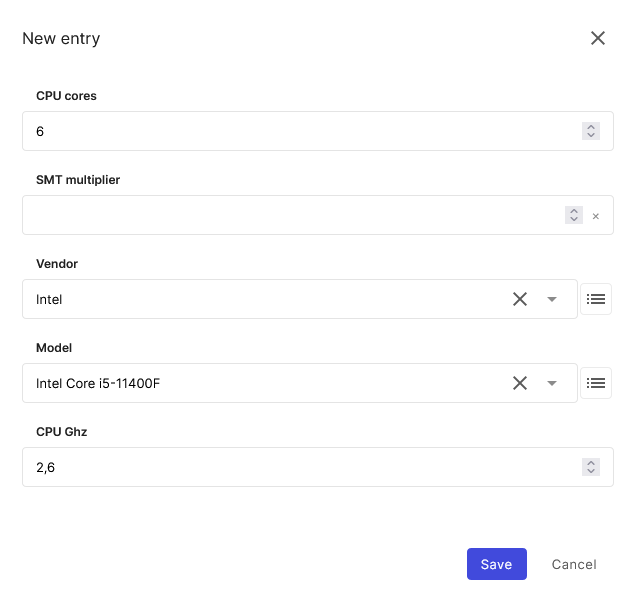 New entry
CPU cores
6
SMT multiplier
Vendor
Intel
Model
Intel Core i5-11400F
CPU Ghz
2,6
Save Cancel